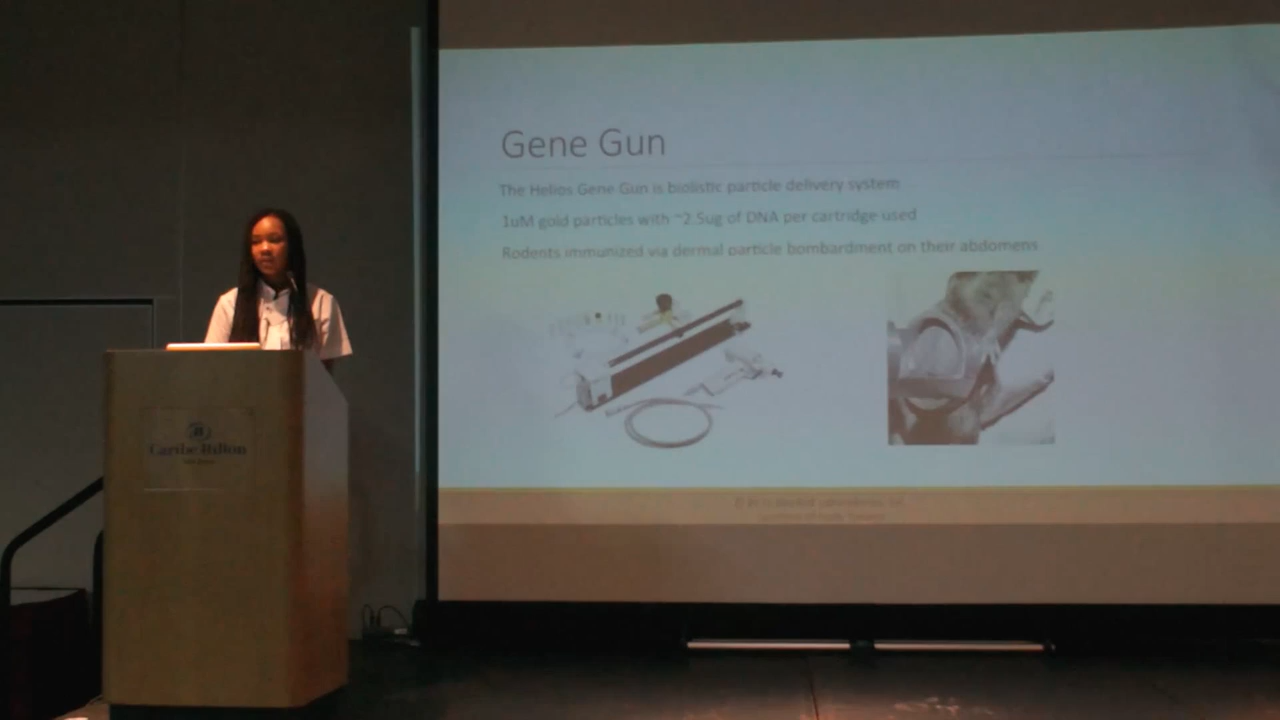 Gene Gun
The Helios Gene Gun is biolistic particle delivery system
1uM gold particles with ~2.5ug of DNA per cartridge used
Rodents immunized via dermal particle bombardment on their abdomens
Caribe Hilton